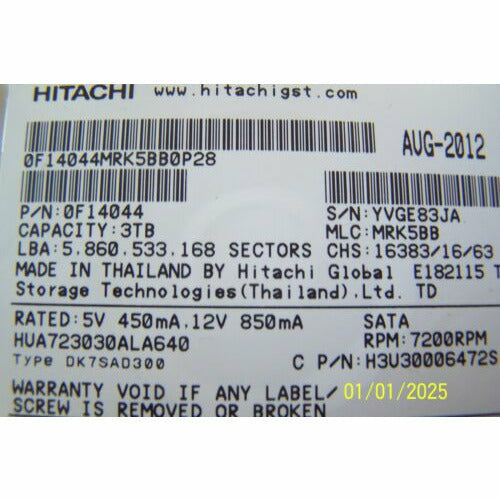 HITACHI www.hitachigst.com
AUG-2012
0F14044MRK5BB0P28
P/N:0F14044 S/N:YVGE83JA
CAPACITY:3TB MLC:MRK5BB
LBA:5,860,533,168 SECTORS CHS:16383/16/63
MADE IN THAILAND BY Hitachi Global E182115 T
Storage Technologies(Thailand),Ltd. TD
RATED:5V 450mA,12V 850mA SATA
HUA723030ALA640 RPM:7200RPM
Type DK7SAD300 C P/N:H3U30006472S
WARRANTY VOID IF ANY LABEL/
01/01/2025
SCREW IS REMOVED OR BROKEN